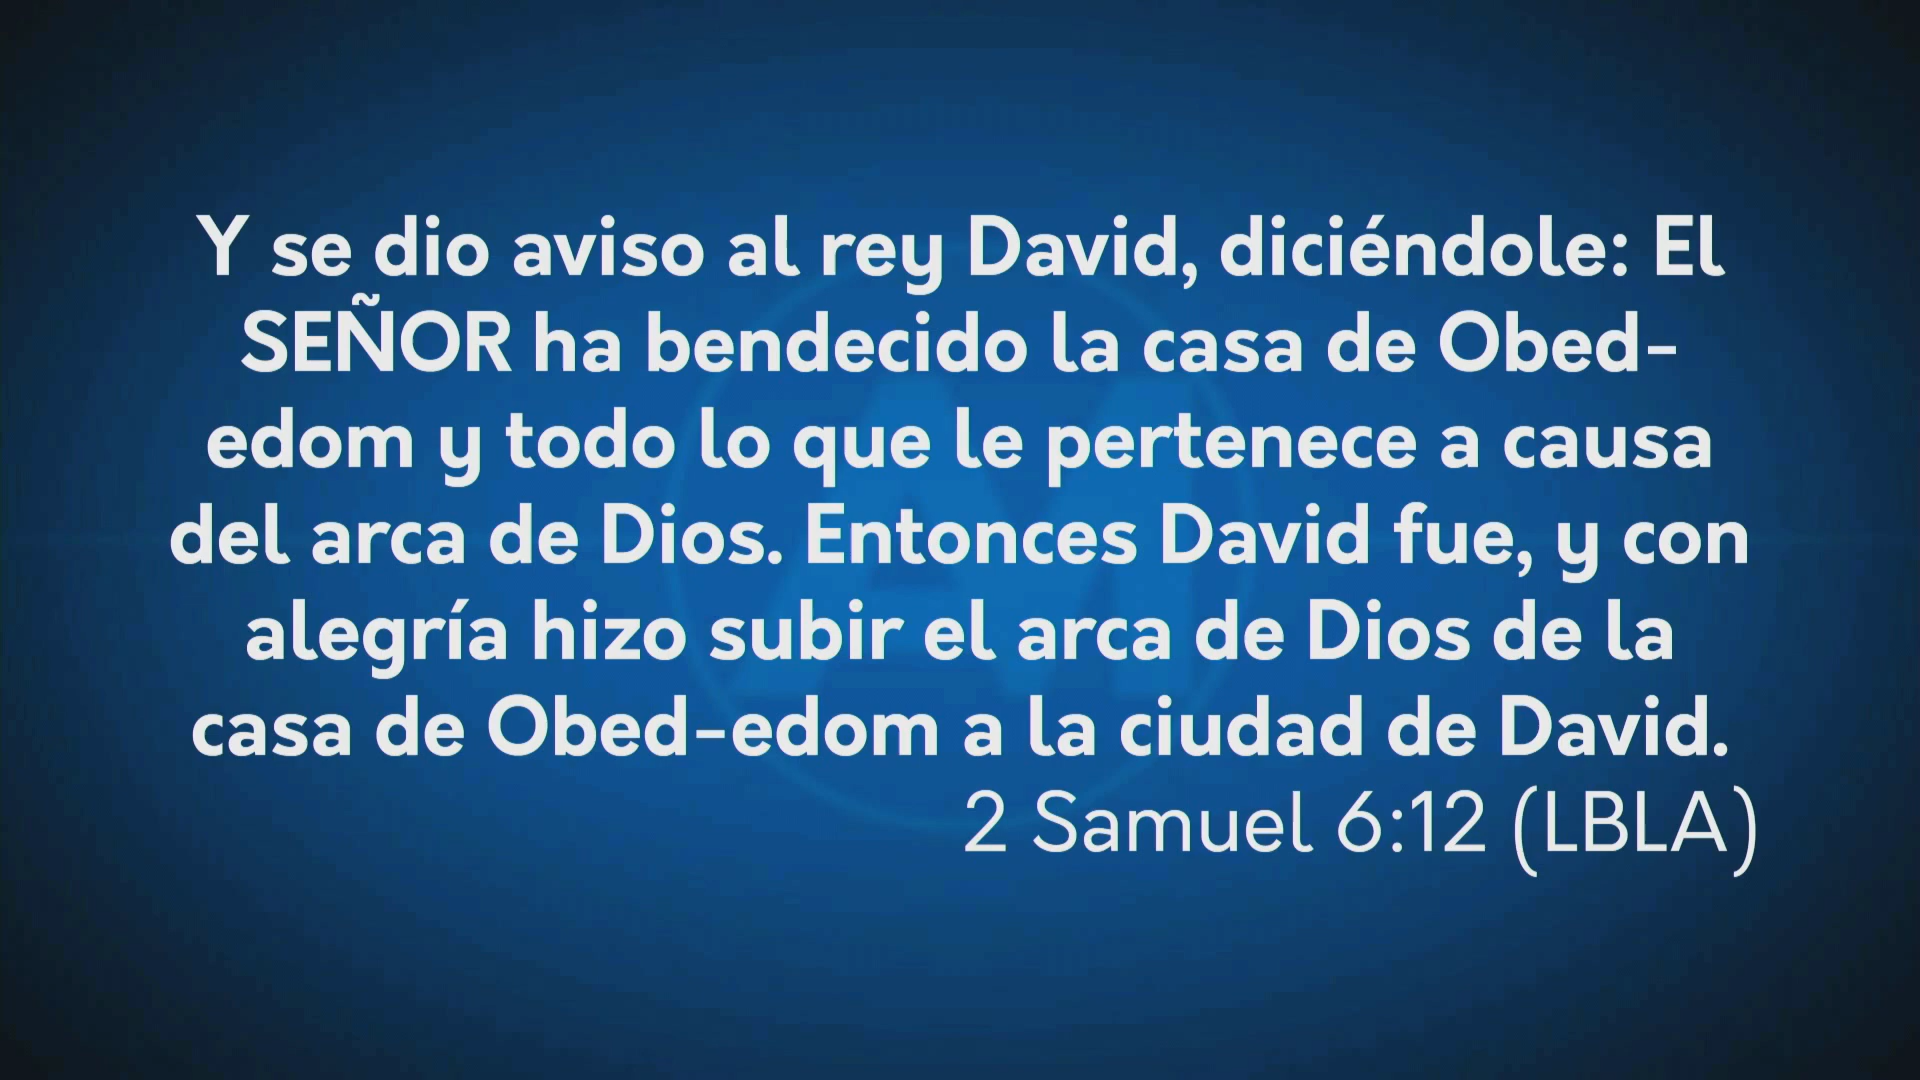 Y se dio aviso al rey David, diciéndole: El
SEÑOR ha bendecido la casa de Obed-
edom y todo lo que le pertenece a causa
del arca de Dios. Entonces David fue, y con
alegría hizo subir el arca de Dios de la
casa de Obed-edom a la ciudad de David.
2 Samuel 6:12 (LBLA)